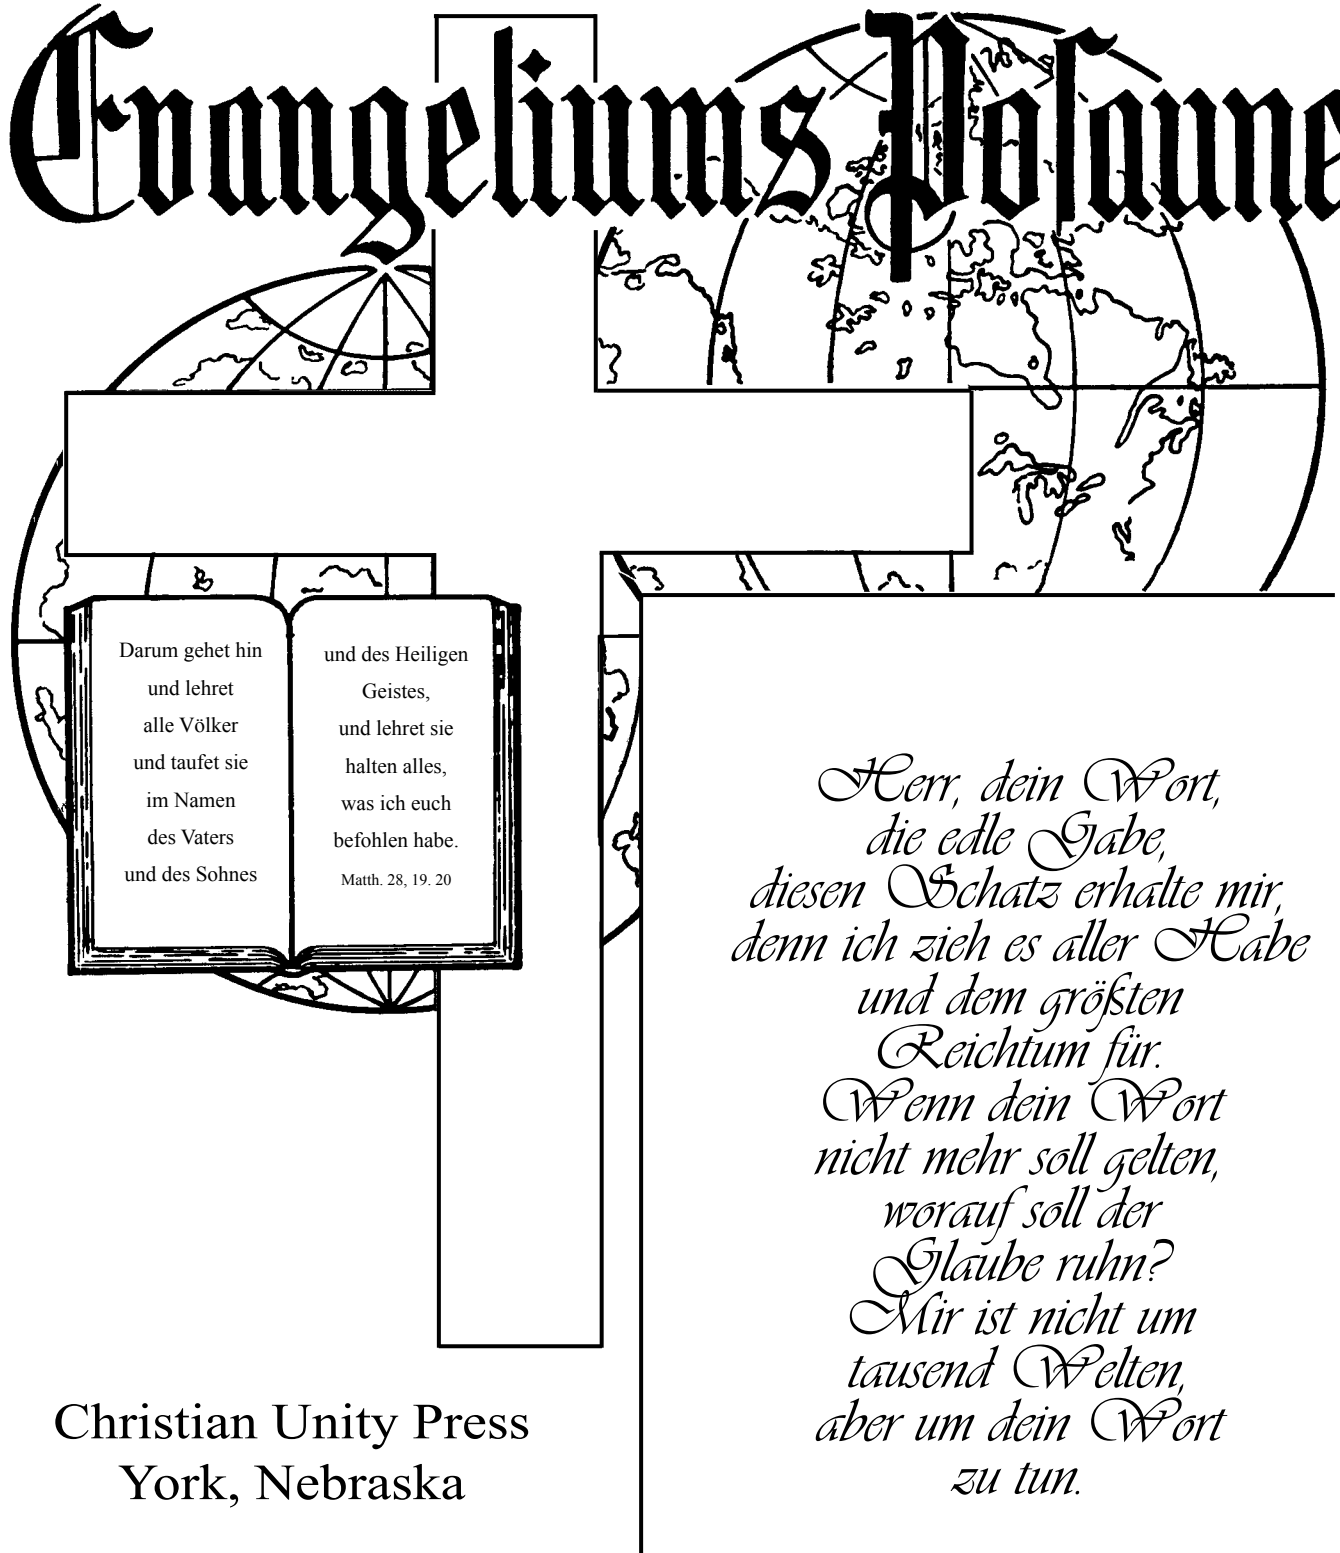 Evangeliums Poſaune
Darum gehet hin
und lehret
alle Völker
und taufet sie
im Namen
des Vaters
und des Sohnes
und des Heiligen
Geistes,
und lehret sie
halten alles,
was ich euch
befohlen habe.
Matth. 28, 19. 20
Herr, dein Wort,
die edle Gabe,
diesen Schatz erhalte mir,
denn ich zieh es aller Habe
und dem größten
Reichtum für.
Wenn dein Wort
nicht mehr soll gelten,
worauf soll der
Glaube ruhn?
Mir ist nicht um
tausend Welten,
aber um dein Wort
zu tun.
Christian Unity Press
York, Nebraska